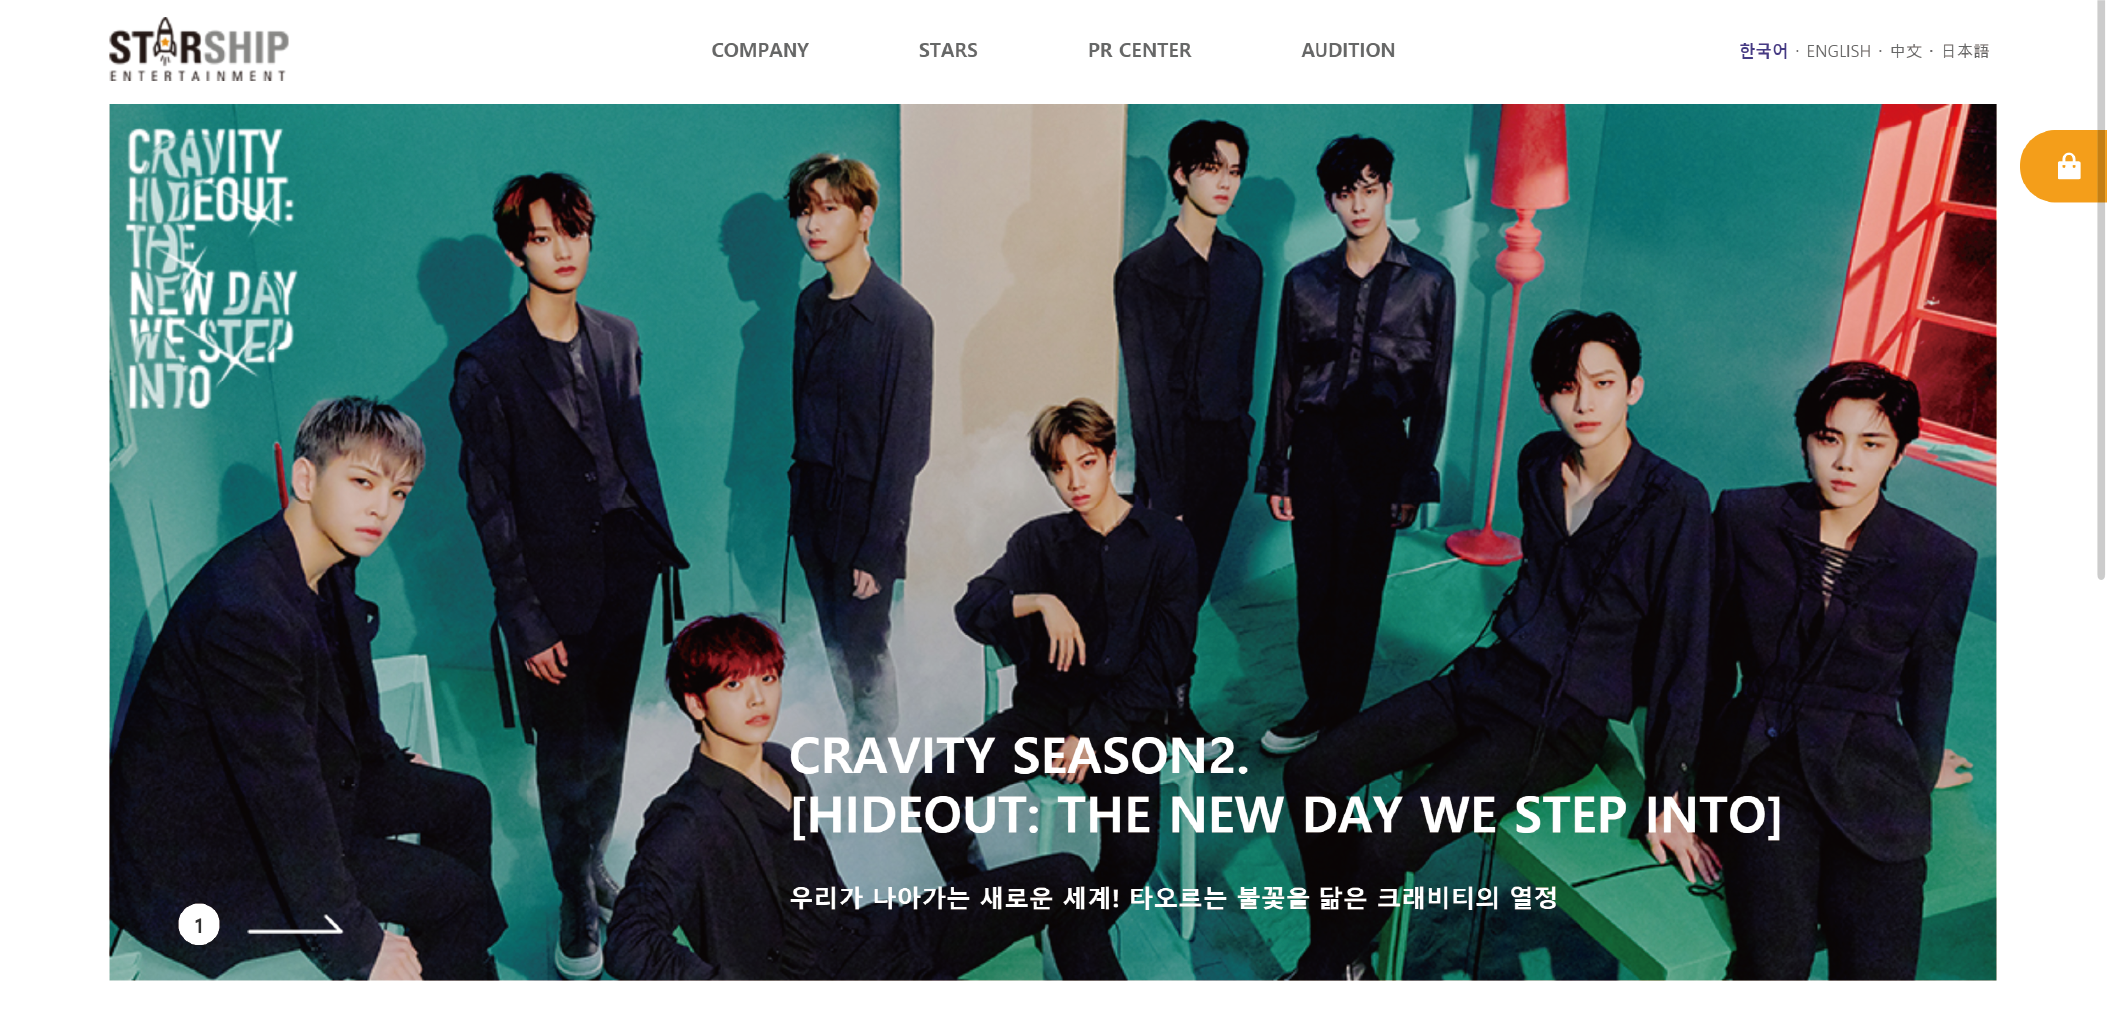 STARSHIP
ENTERTAINMENT
COMPANY STARS PR CENTER AUDITION
한국어 · ENGLISH · 中文 · 日本語
CRAVITY
HIDEOUT:
THE
NEW DAY
WE STEP
INTO
CRAVITY SEASON2.
[HIDEOUT: THE NEW DAY WE STEP INTO]
우리가 나아가는 새로운 세계! 타오르는 불꽃을 닮은 크래비티의 열정
1